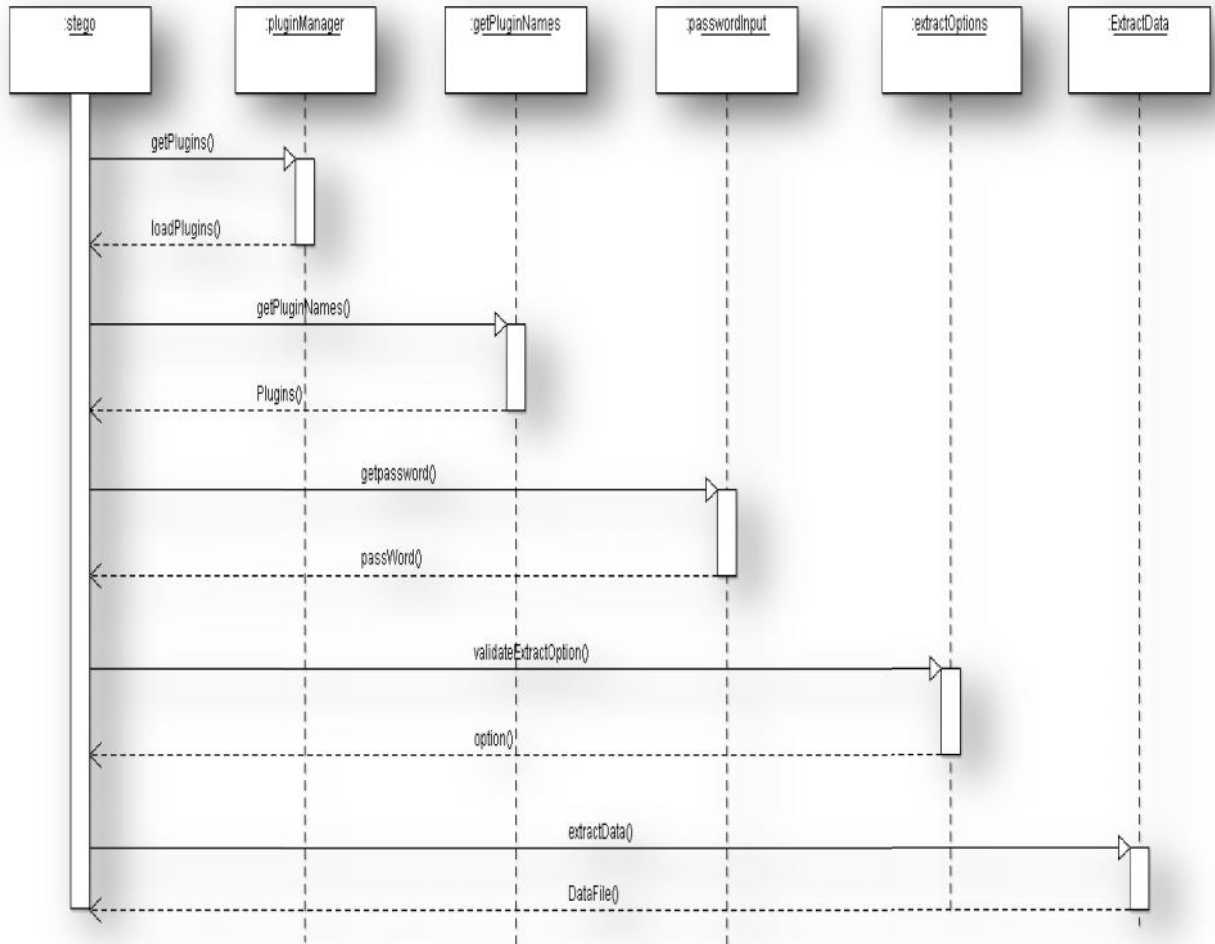 :stego
:pluginManager
:getPluginNames
:passwordInput
:extractOptions
:ExtractData
getPlugins()
loadPlugins()
getPluginNames()
Plugins()
getpassword()
passWord()
validateExtractOption()
option()
extractData()
DataFile()